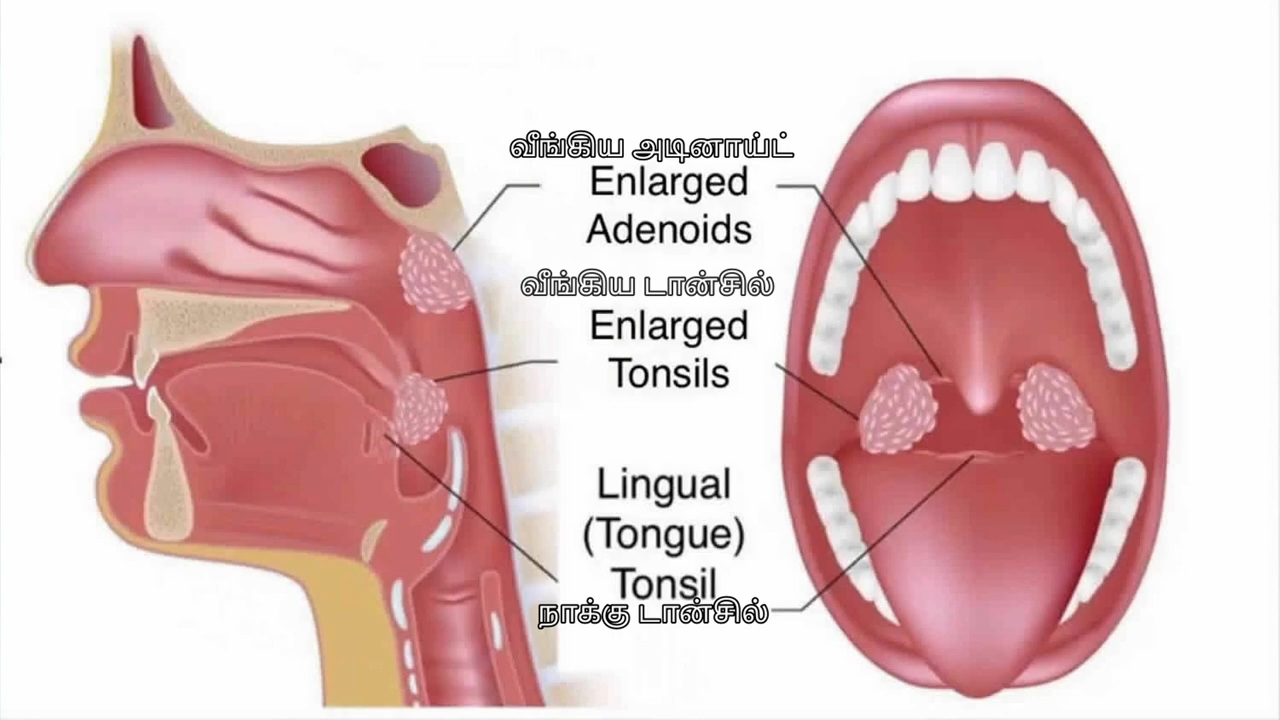 வீங்கிய அடினாய்ட்
Enlarged
Adenoids
வீங்கிய டான்சில்
Enlarged
Tonsils
Lingual
(Tongue)
Tonsil
நாக்கு டான்சில்